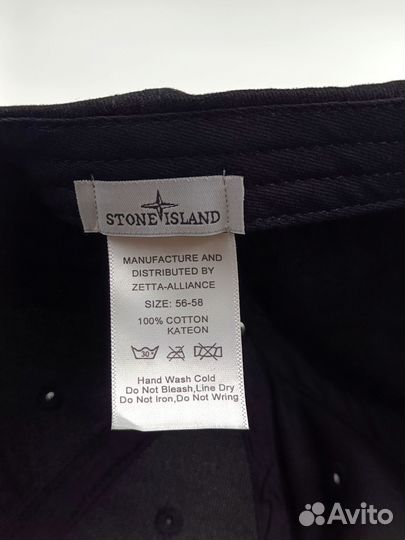 STONE ISLAND
MANUFACTURE AND
DISTRIBUTED BY
ZETTA-ALLIANCE
SIZE: 56-58
100% COTTON
KATEON
30
Hand Wash Cold
Do Not Bleash,Line Dry
Do Not Iron,Do Not Wring
Avito